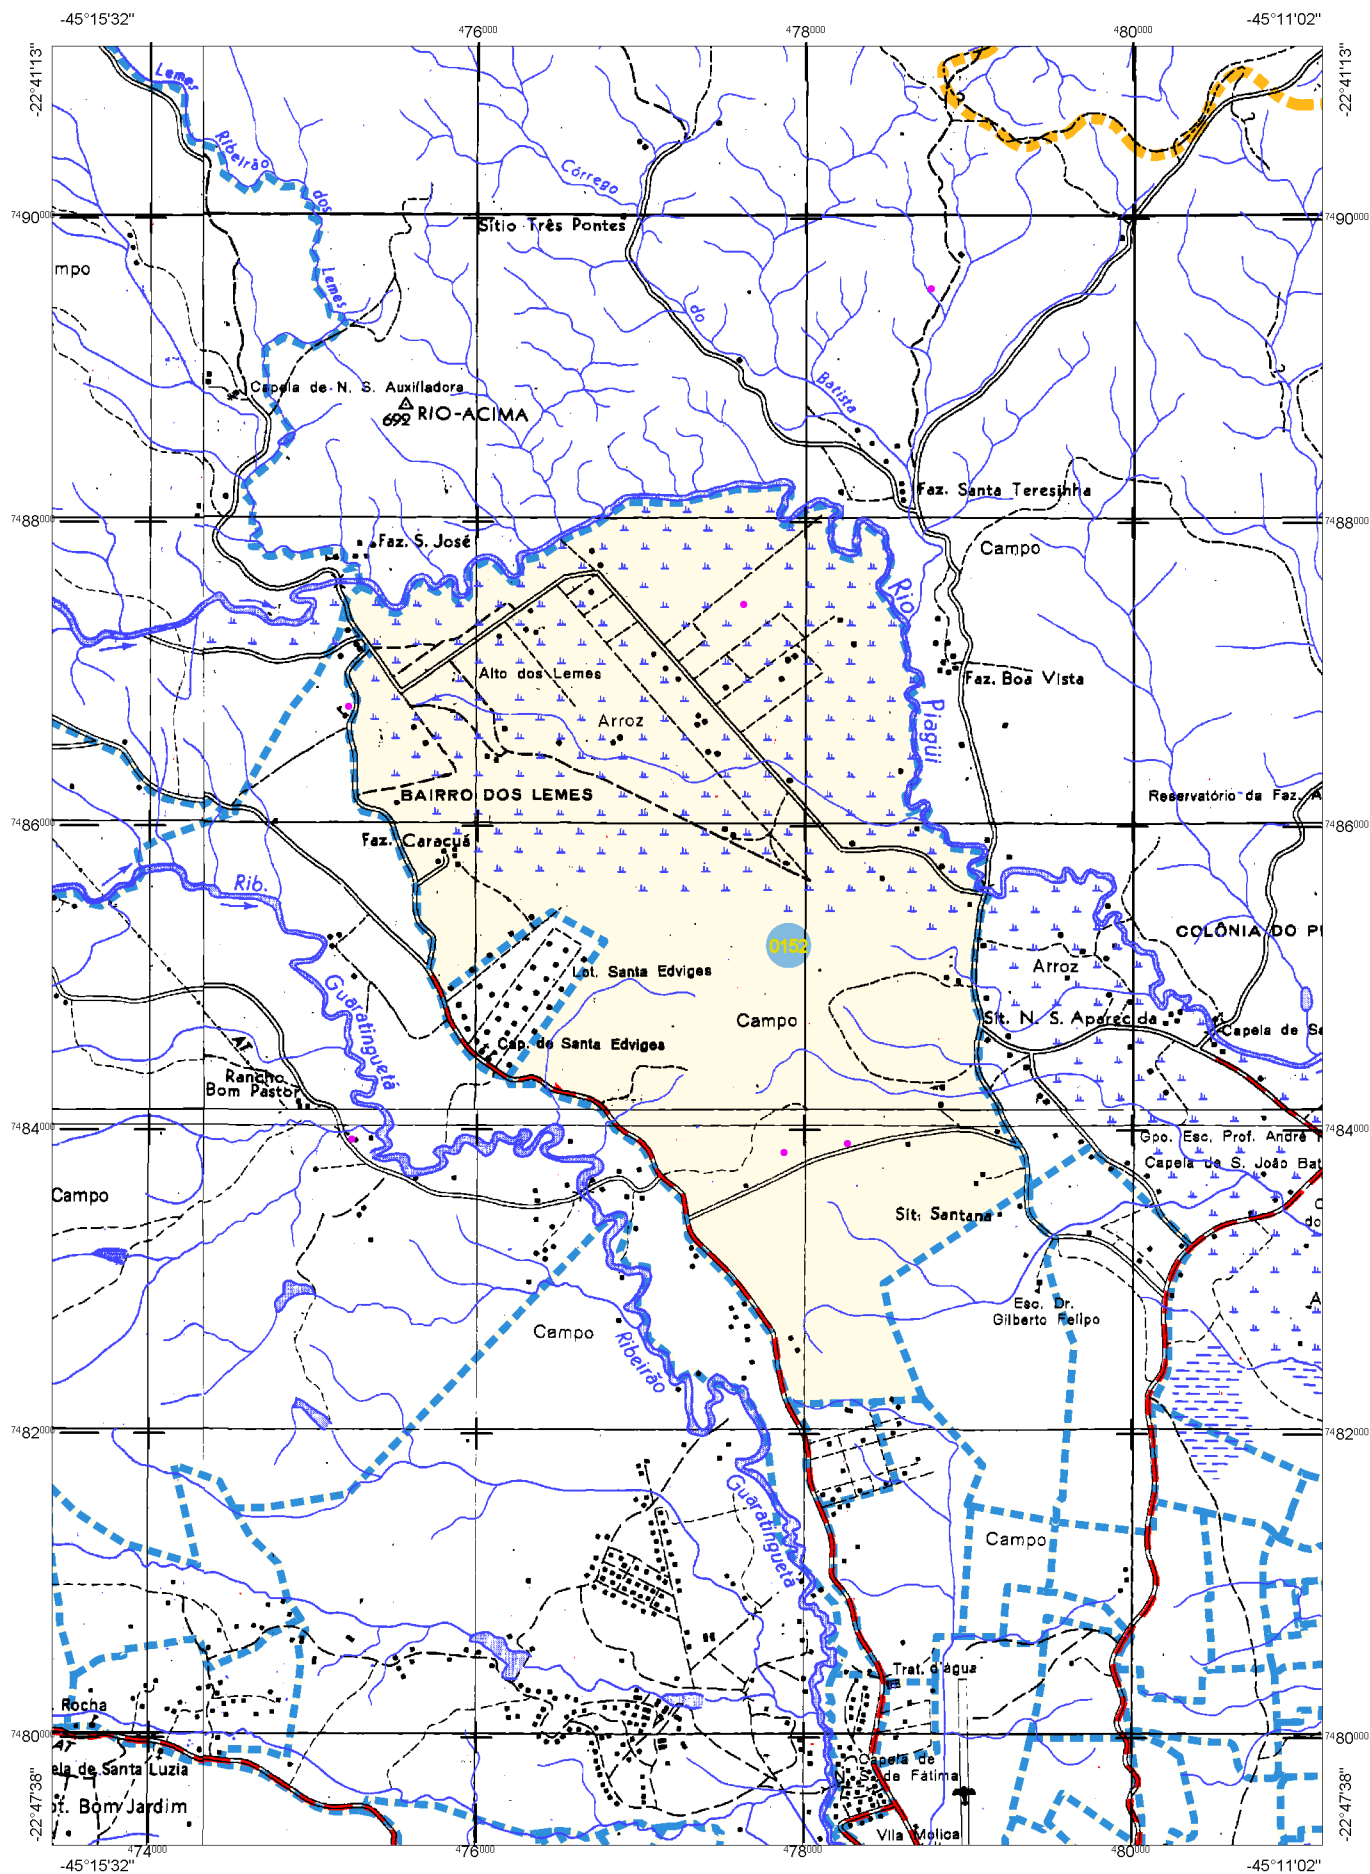 -45°15'32"
-45°11'02"
476000
478000
480000
-22°41'13"
-22°41'13"
Lemes
Ribeirão
dos
Lemes
Córrego
do
Batista
7490000
7490000
Sítio Três Pontes
mpo
Capela de N. S. Auxiliadora
692 RIO-ACIMA
Faz. Santa Teresinha
7488000
7488000
Faz. S. José
Campo
Rio
Piagüi
Alto dos Lemes
Faz. Boa Vista
Arroz
BAIRRO DOS LEMES
Reservatório da Faz. A
7486000
7486000
Faz. Caracuá
Rib.
Guaratinguetá
COLÔNIA DO PI
0152
Arroz
Lot. Santa Edviges
Campo
Sit. N. S. Aparecida
Capela de Sa
Cap. de Santa Edviges
AT
Rancho
Bom Pastor
7484000
7484000
Gpo. Esc. Prof. André
Capela de S. João Bat
Campo
Sit. Santana
do
Esc. Dr.
Gilberto Felipo
A
Campo
Ribeirão
7482000
7482000
Guaratinguetá
Campo
Trat. d'água
Rocha
7480000
7480000
AT
ela de Santa Luzia
Capela de
N. S. de Fátima
ot. Bom Jardim
Vila Molica
-22°47'38"
-22°47'38"
474000
476000
478000
480000
-45°15'32"
-45°11'02"